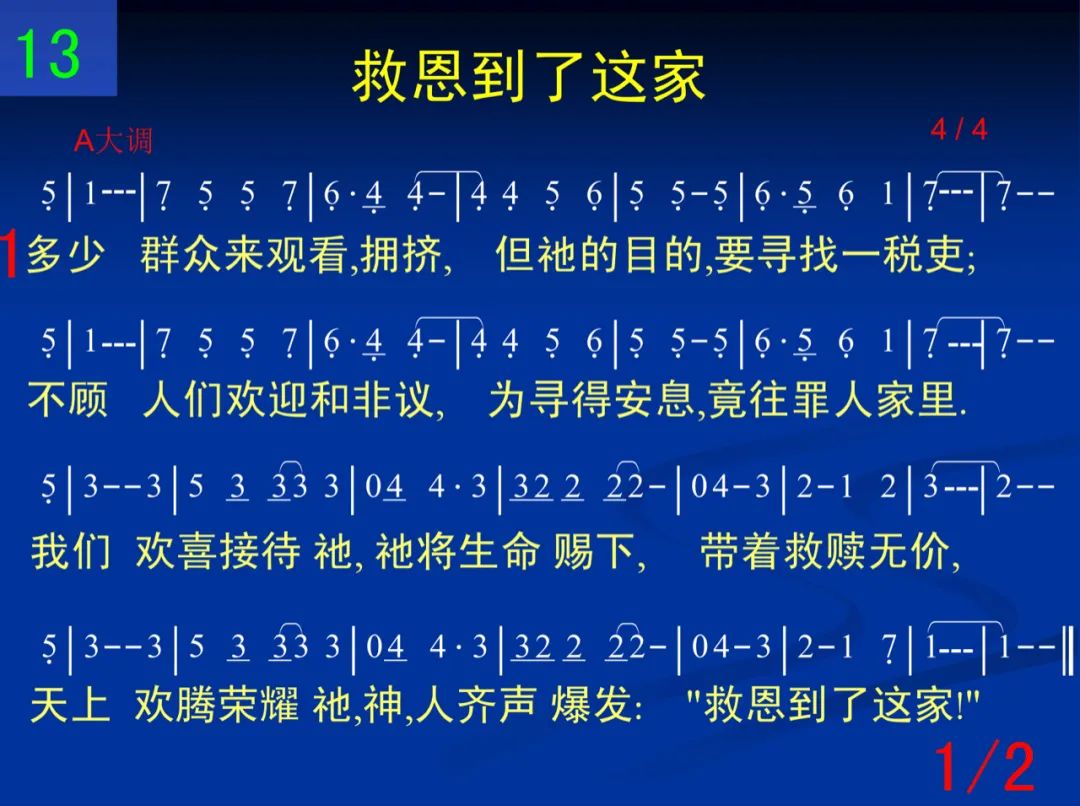 13
救恩到了这家
A大调
4 / 4
5̣|1---|7̣ 5̣ 5̣ 7̣|6̣·4̣ 4̣-|4̣ 4̣ 5̣ 6̣|5̣ 5̣-5̣|6̣·5̣ 6̣ 1|7̣---|7̣--
1多少 群众来观看,拥挤, 但祂的目的,要寻找一税吏;
5̣|1---|7̣ 5̣ 5̣ 7̣|6̣·4̣ 4̣-|4̣ 4̣ 5̣ 6̣|5̣ 5̣-5̣|6̣·5̣ 6̣ 1|7̣---|7̣--
不顾 人们欢迎和非议, 为寻得安息,竟往罪人家里.
5̣|3--3|5 3 33 3|04 4·3|32 2 22-|04-3|2-1 2|3---|2--
我们 欢喜接待 祂, 祂将生命 赐下, 带着救赎无价,
5̣|3--3|5 3 33 3|04 4·3|32 2 22-|04-3|2-1 7̣|1---|1--‖
天上 欢腾荣耀 祂,神,人齐声 爆发: "救恩到了这家!"
1/2